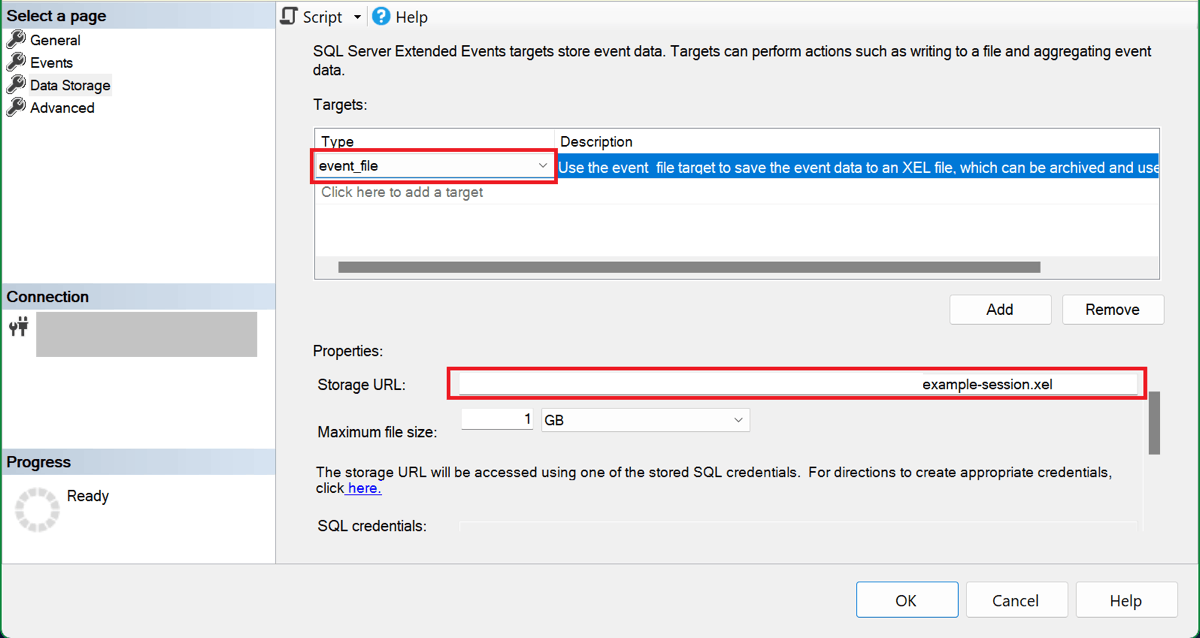 Select a page
General
Events
Data Storage
Advanced
Connection
Progress
Ready
Script
Help
SQL Server Extended Events targets store event data. Targets can perform actions such as writing to a file and aggregating event
data.
Targets:
Type Description
event_file Use the event file target to save the event data to an XEL file, which can be archived and use
Click here to add a target
Add Remove
Properties:
Storage URL: example-session.xel
Maximum file size: 1 GB
The storage URL will be accessed using one of the stored SQL credentials. For directions to create appropriate credentials,
click here.
SQL credentials:
OK Cancel Help